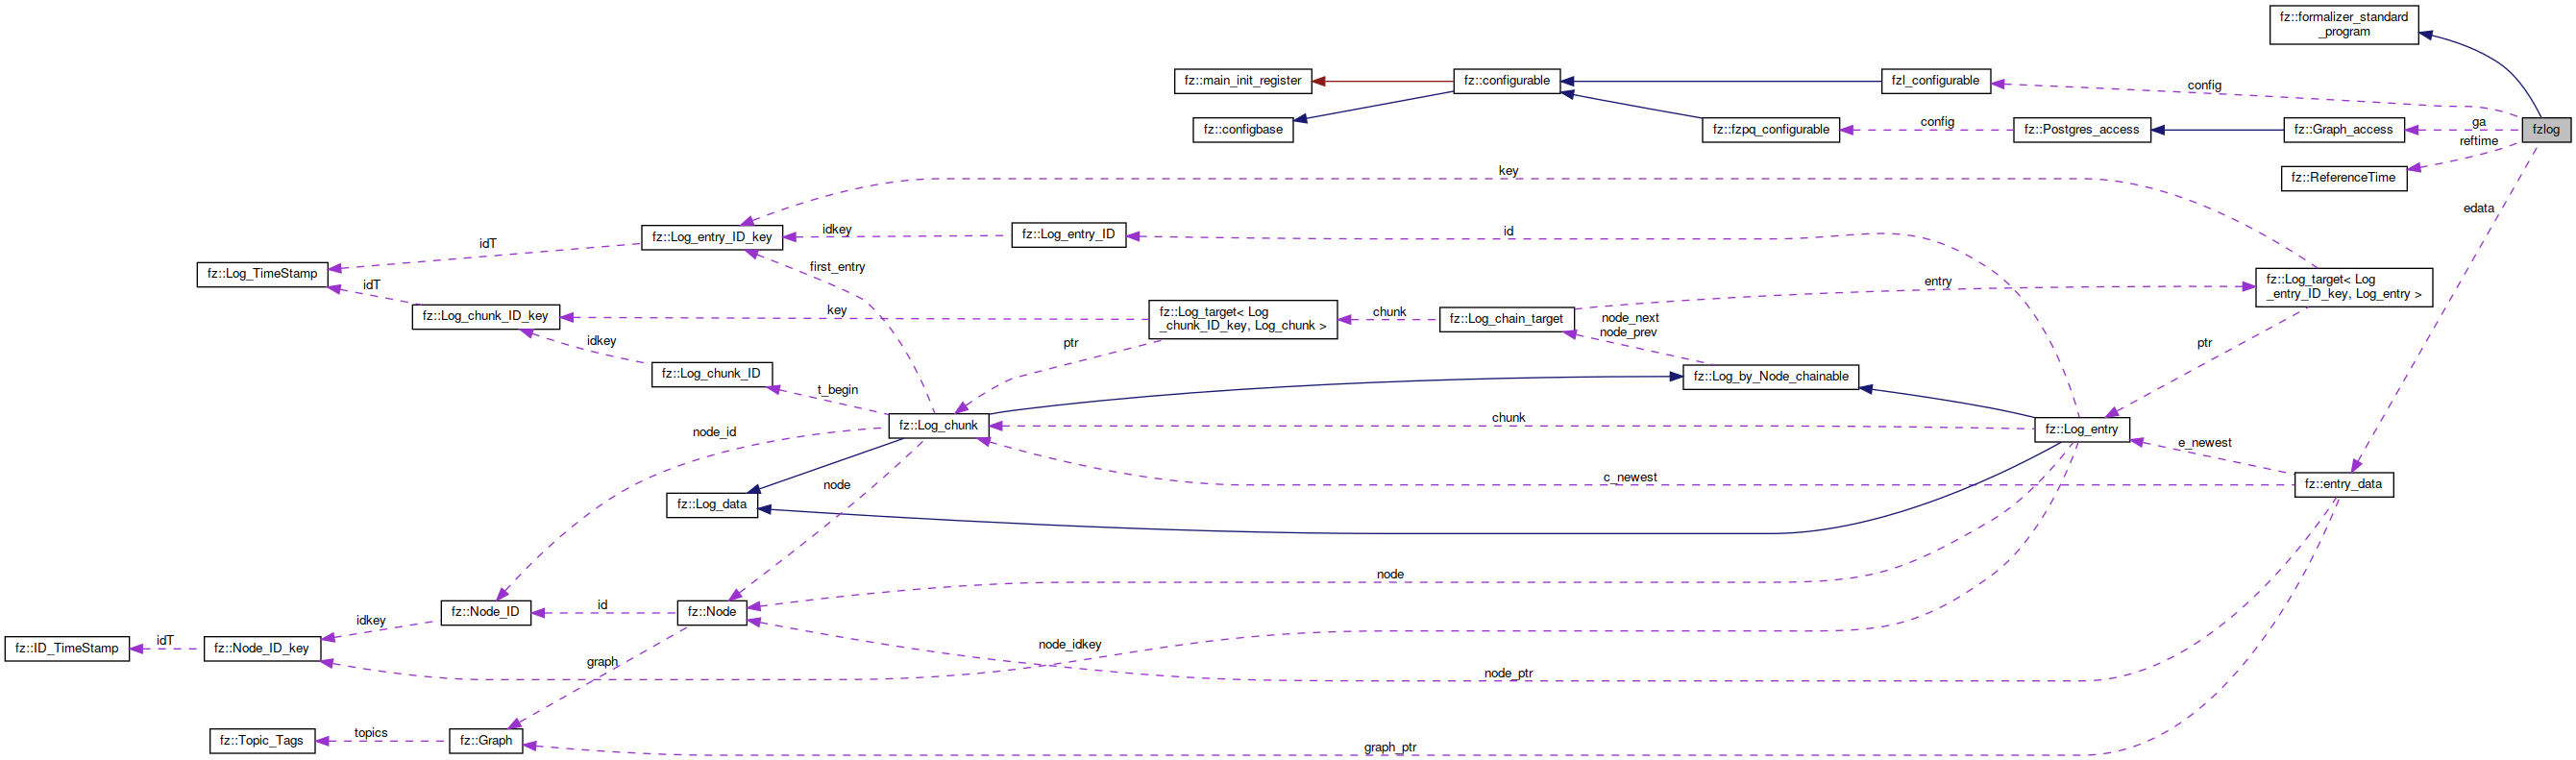 fz::formalizer_standard
_program
fz::main_init_register
fz::configurable
fzl_configurable
config
fz::configbase
fz::fzpq_configurable
config
fz::Postgres_access
fz::Graph_access
ga
fzlog
reftime
fz::ReferenceTime
key
edata
fz::Log_entry_ID_key
idkey
fz::Log_entry_ID
id
idT
first_entry
fz::Log_TimeStamp
idT
fz::Log_target< Log
_entry_ID_key, Log_entry >
entry
fz::Log_chunk_ID_key
key
fz::Log_target< Log
_chunk_ID_key, Log_chunk >
chunk
fz::Log_chain_target
node_next
node_prev
idkey
ptr
ptr
fz::Log_chunk_ID
t_begin
fz::Log_by_Node_chainable
fz::Log_chunk
chunk
fz::Log_entry
node_id
e_newest
c_newest
fz::entry_data
node
fz::Log_data
node
fz::Node_ID
id
fz::Node
idkey
fz::ID_TimeStamp
idT
fz::Node_ID_key
node_idkey
graph
node_ptr
fz::Topic_Tags
topics
fz::Graph
graph_ptr